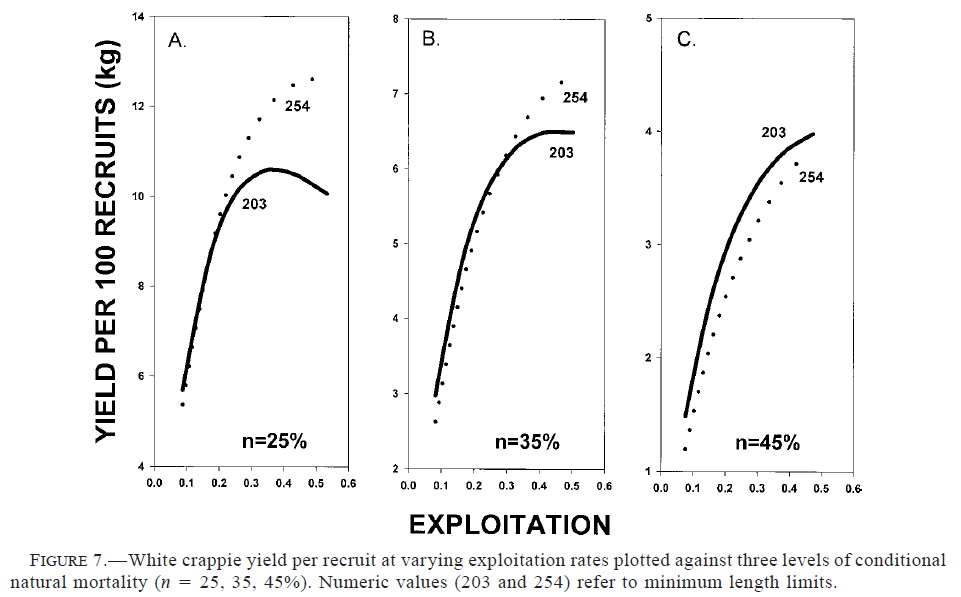 YIELD PER 100 RECRUITS (kg)
A.
14
12
10
8
6
4
254
203
n=25%
0.0 0.1 0.2 0.3 0.4 0.5 0.6
B.
8
7
6
5
4
3
2
254
203
n=35%
0.0 0.1 0.2 0.3 0.4 0.5 0.6
C.
5
4
3
2
1
203
254
n=45%
0.0 0.1 0.2 0.3 0.4 0.5 0.6
EXPLOITATION
FIGURE 7.—White crappie yield per recruit at varying exploitation rates plotted against three levels of conditional
natural mortality (n = 25, 35, 45%). Numeric values (203 and 254) refer to minimum length limits.